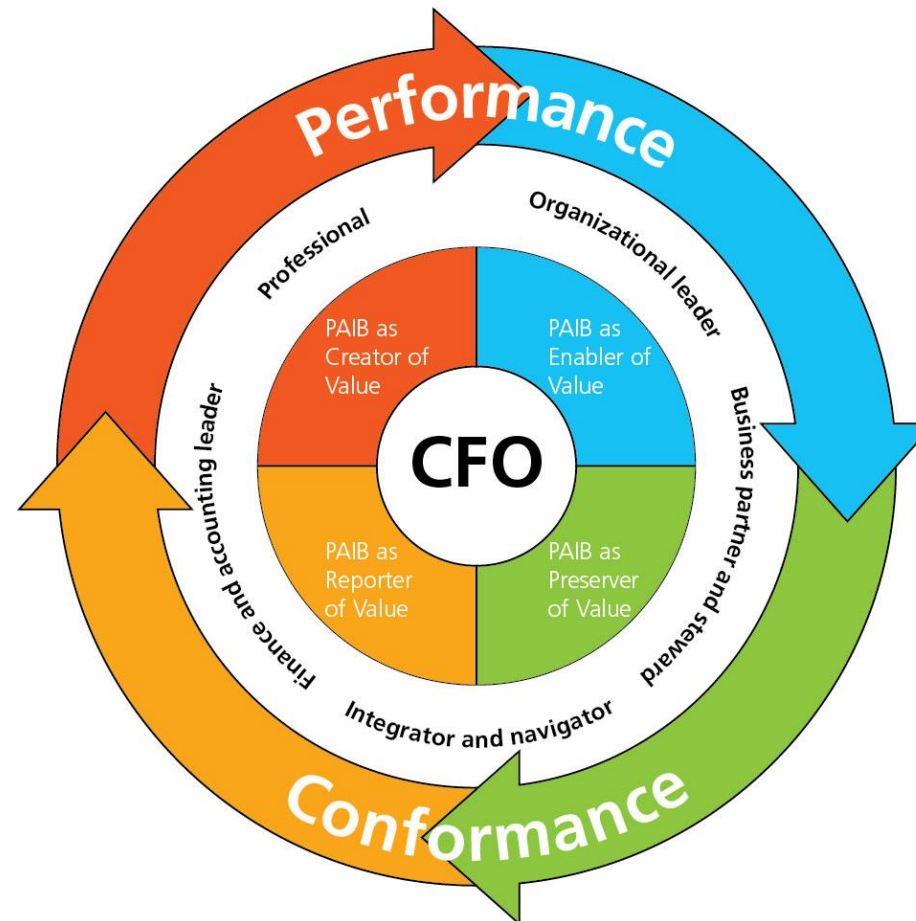 Performance
Professional
Organizational leader
PAIB as
Creator of
Value
PAIB as
Enabler of
Value
CFO
Finance and accounting leader
Business partner and steward
PAIB as
Reporter
of Value
PAIB as
Preserver
of Value
Integrator and navigator
Conformance